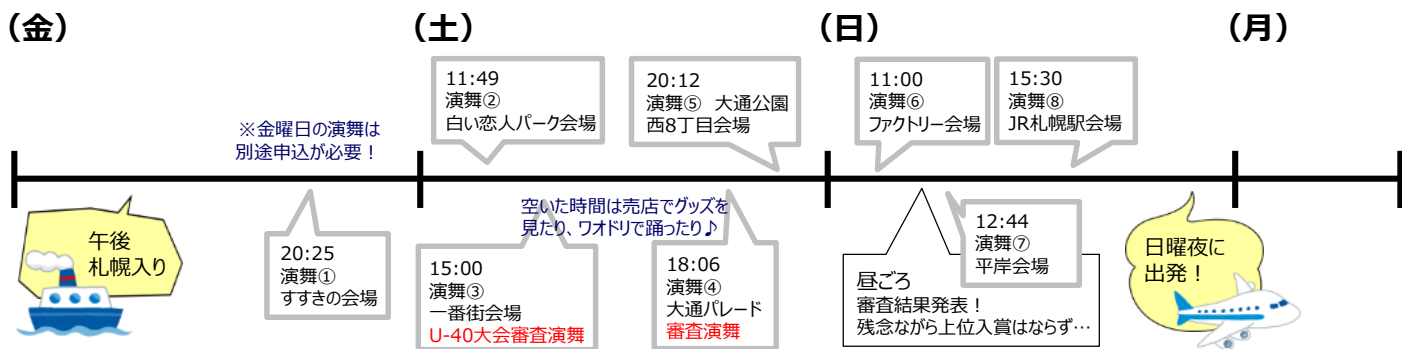 （金）
（土）
（日）
（月）
※金曜日の演舞は
別途申込が必要！
11:49
演舞②
白い恋人パーク会場
20:12
演舞⑤　大通公園
西8丁目会場
11:00
演舞⑥
ファクトリー会場
15:30
演舞⑧
JR札幌駅会場
午後
札幌入り
20:25
演舞①
すすきの会場
空いた時間は売店でグッズを
見たり、ワオドリで踊ったり♪
15:00
演舞③
一番街会場
U-40大会審査演舞
18:06
演舞④
大通パレード
審査演舞
昼ごろ
審査結果発表！
残念ながら上位入賞はならず…
12:44
演舞⑦
平岸会場
日曜夜に
出発！